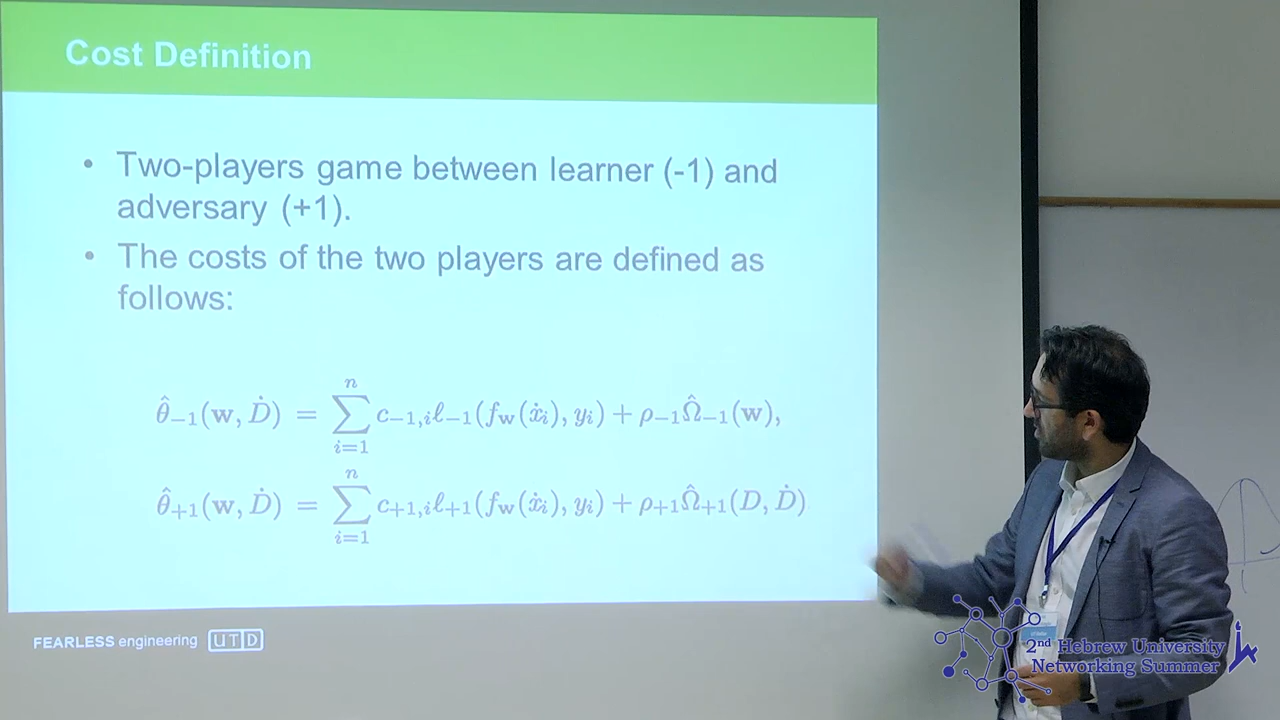 Cost Definition
• Two-players game between learner (-1) and
adversary (+1).
• The costs of the two players are defined as
follows:
θ̂₋₁(w, Ḋ) = ∑ᵢ₌₁ⁿ c₋₁,ᵢℓ₋₁(f_w(ẋᵢ), yᵢ) + ρ₋₁Ω̂₋₁(w),
θ̂₊₁(w, Ḋ) = ∑ᵢ₌₁ⁿ c₊₁,ᵢℓ₊₁(f_w(ẋᵢ), yᵢ) + ρ₊₁Ω̂₊₁(D, Ḋ)
FEARLESS engineering UTD
2nd Hebrew University
Networking Summer